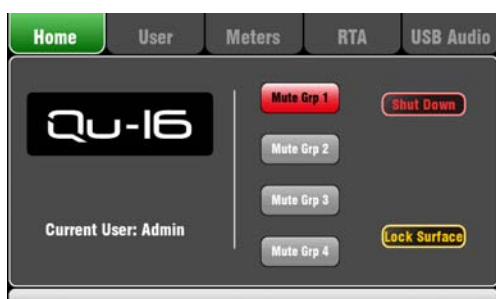 Home User Meters RTA USB Audio
Qu-16
Current User: Admin
Mute Grp 1
Mute Grp 2
Mute Grp 3
Mute Grp 4
Shut Down
Lock Surface